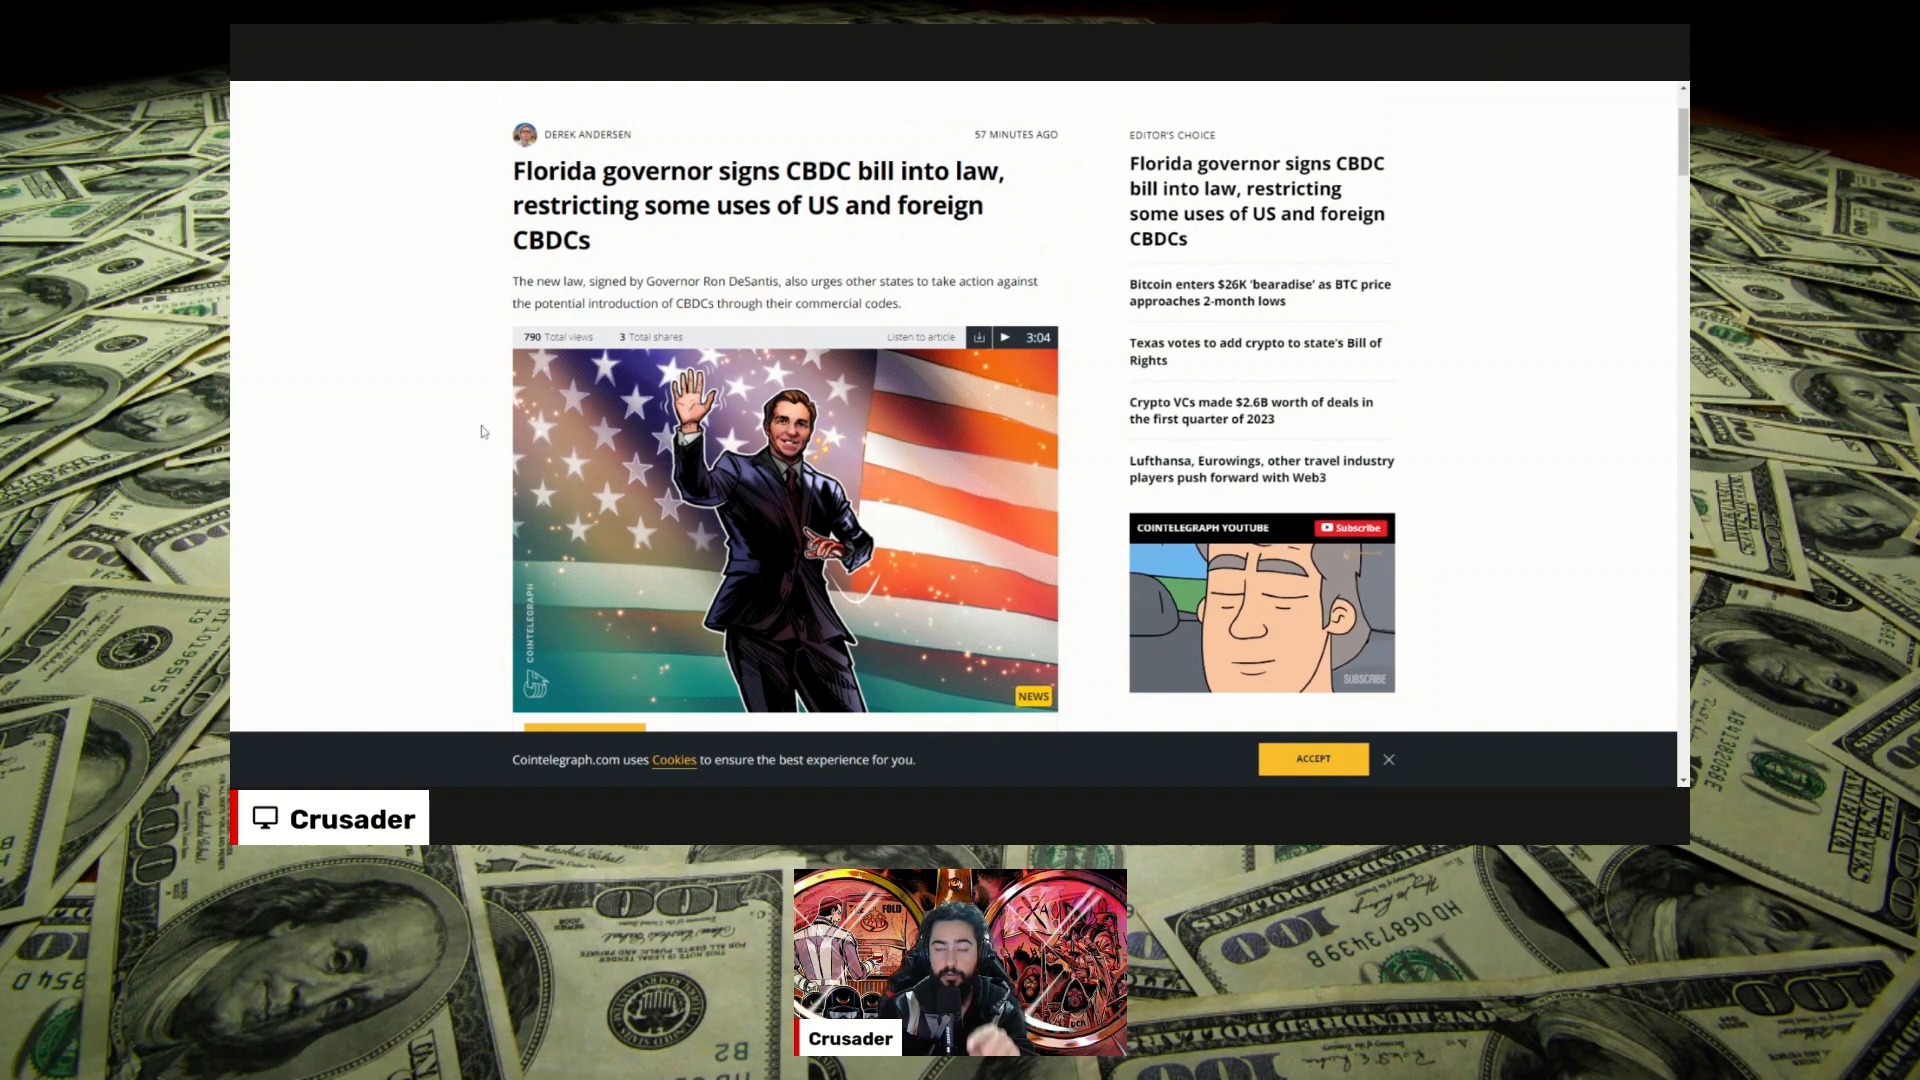 DEREK ANDERSEN
57 MINUTES AGO
Florida governor signs CBDC bill into law,
restricting some uses of US and foreign
CBDCs
The new law, signed by Governor Ron DeSantis, also urges other states to take action against
the potential introduction of CBDCs through their commercial codes.
790 Total views
3 Total shares
Listen to article
3:04
COINTELEGRAPH
NEWS
EDITOR'S CHOICE
Florida governor signs CBDC
bill into law, restricting
some uses of US and foreign
CBDCs
Bitcoin enters $26K ‘bearadise’ as BTC price
approaches 2-month lows
Texas votes to add crypto to state’s Bill of
Rights
Crypto VCs made $2.6B worth of deals in
the first quarter of 2023
Lufthansa, Eurowings, other travel industry
players push forward with Web3
COINTELEGRAPH YOUTUBE
Subscribe
SUBSCRIBE
Cointelegraph.com uses Cookies to ensure the best experience for you.
ACCEPT
Crusader
FOLD
Crusader
100
100
HD00687343 9B
B2